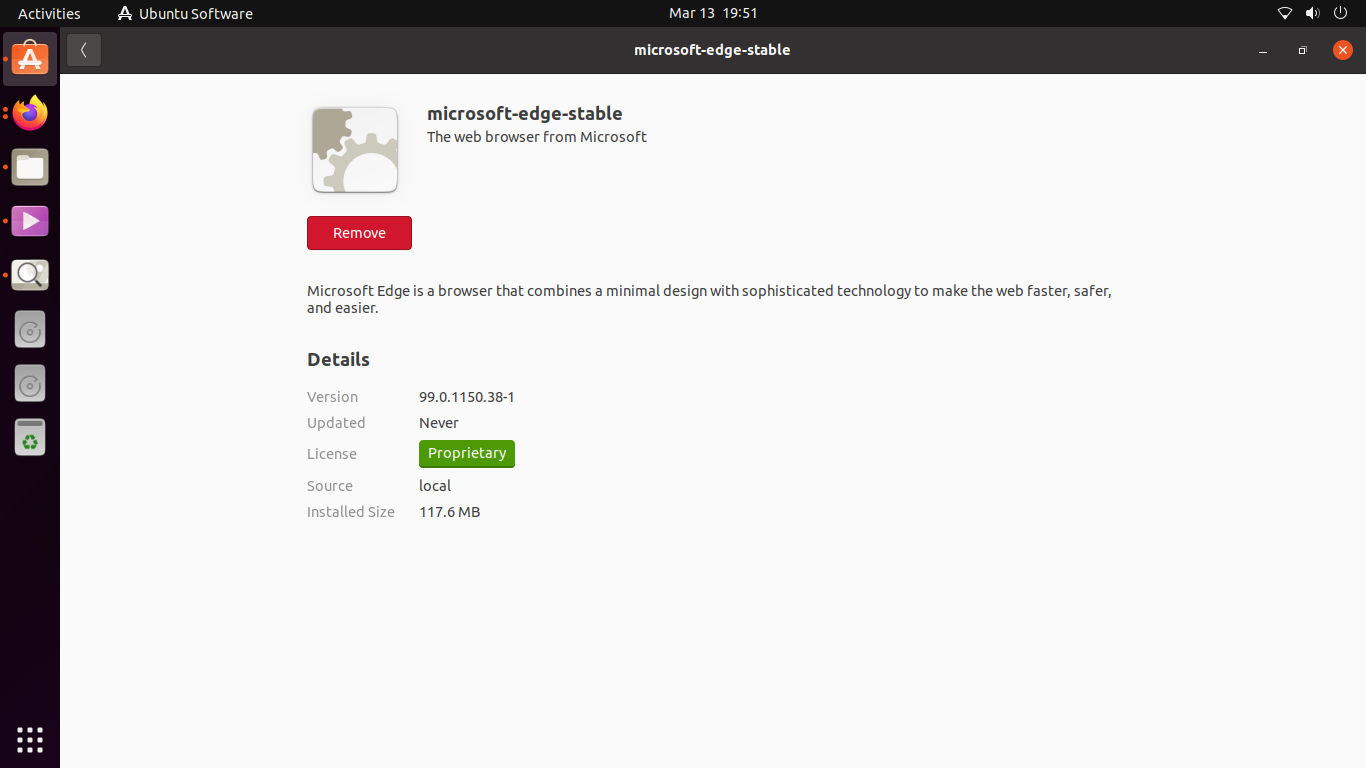 Activities
Ubuntu Software
Mar 13 19:51
microsoft-edge-stable
microsoft-edge-stable
The web browser from Microsoft
Remove
Microsoft Edge is a browser that combines a minimal design with sophisticated technology to make the web faster, safer,
and easier.
Details
Version 99.0.1150.38-1
Updated Never
License Proprietary
Source local
Installed Size 117.6 MB